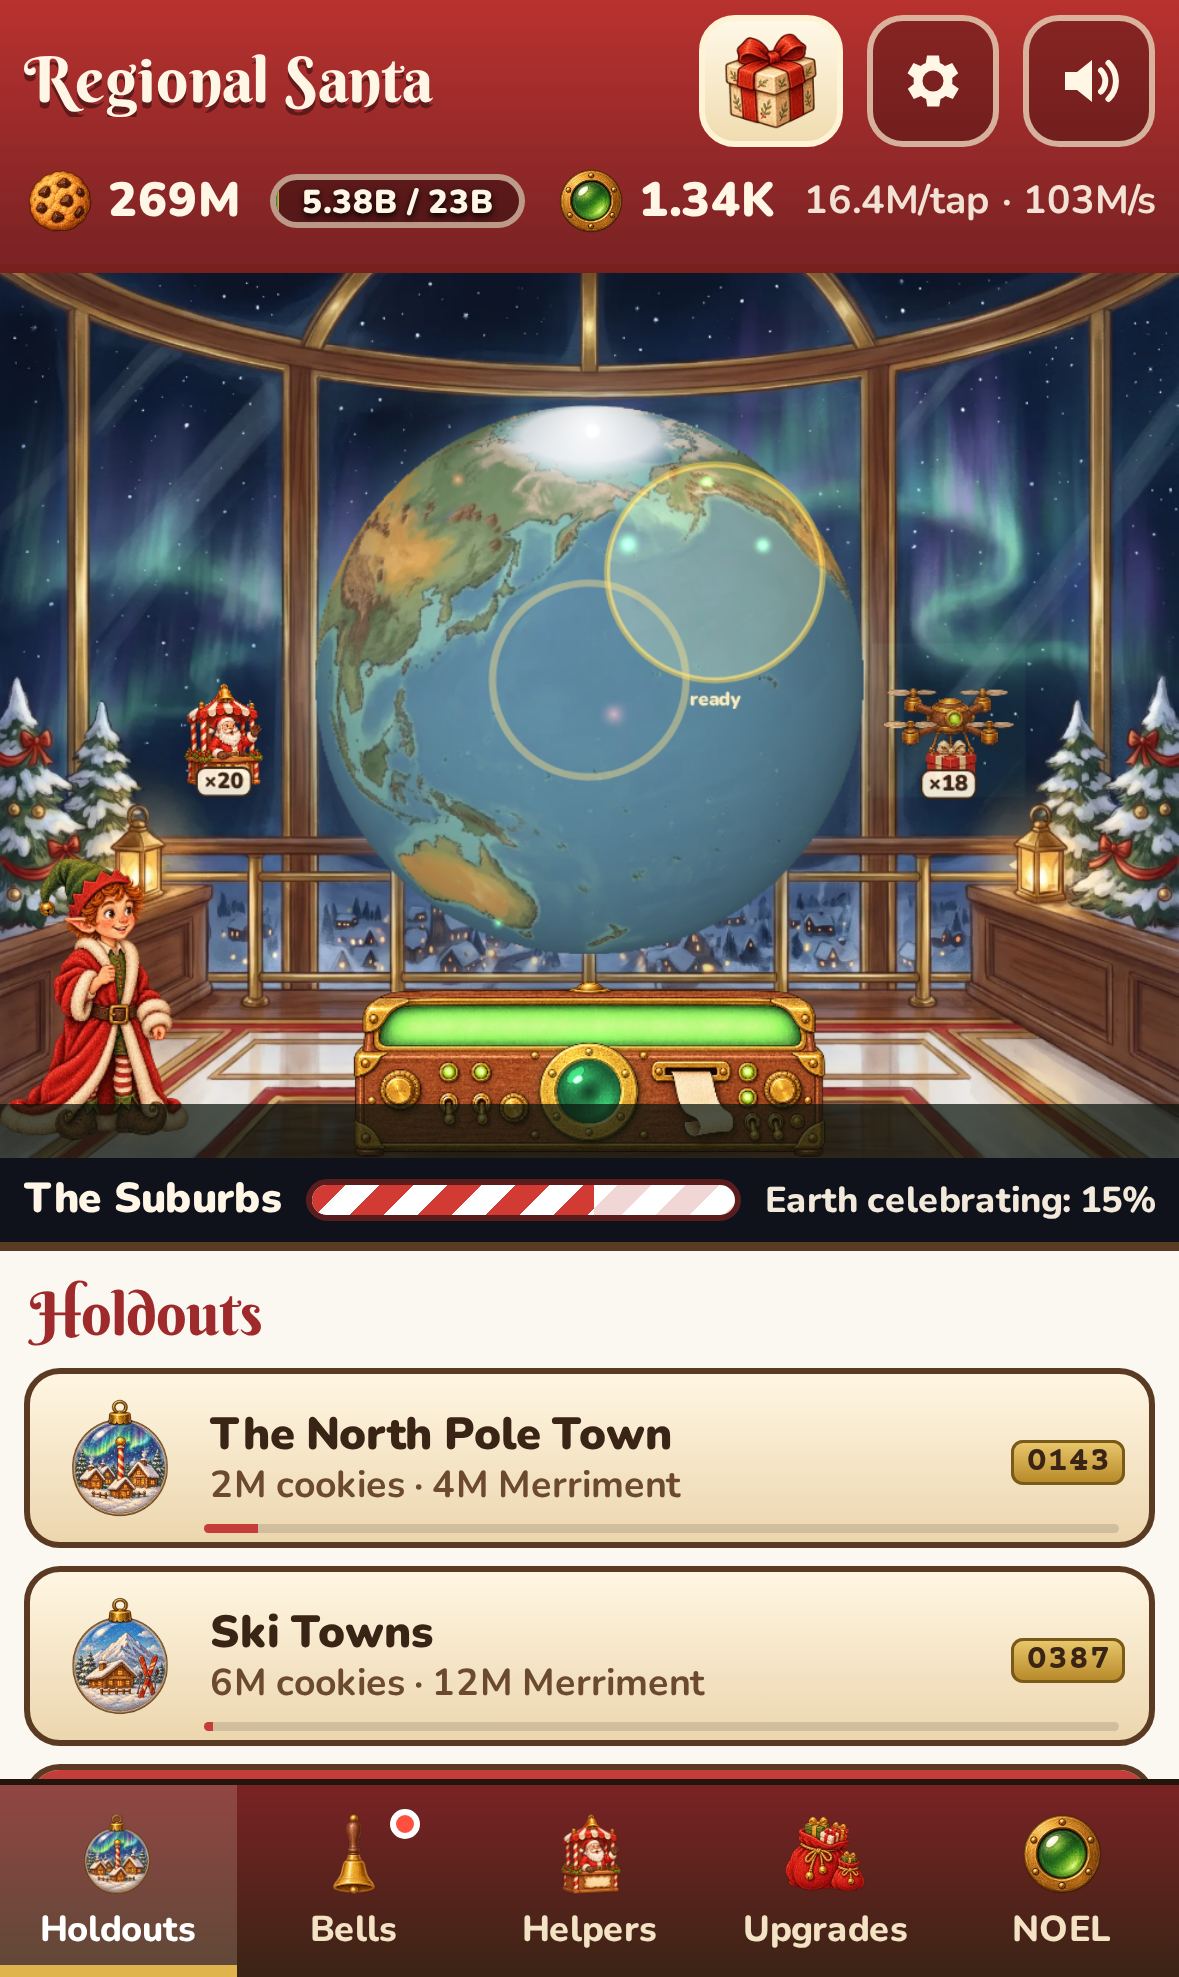 Regional Santa
269M
5.38B / 23B
1.34K
16.4M/tap · 103M/s
ready
×20
×18
The Suburbs
Earth celebrating: 15%
Holdouts
The North Pole Town
2M cookies · 4M Merriment
0143
Ski Towns
6M cookies · 12M Merriment
0387
Holdouts
Bells
Helpers
Upgrades
NOEL